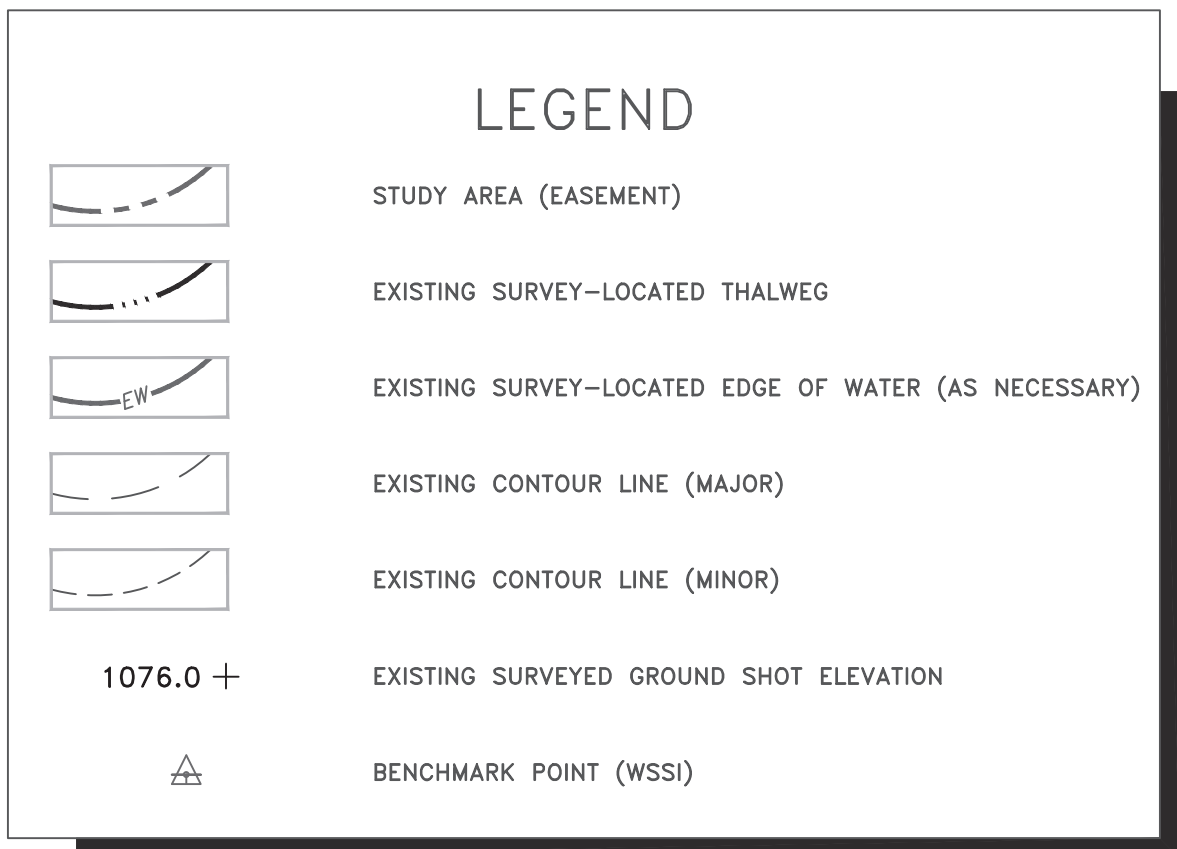 LEGEND
STUDY AREA (EASEMENT)
EXISTING SURVEY-LOCATED THALWEG
EW EXISTING SURVEY-LOCATED EDGE OF WATER (AS NECESSARY)
EXISTING CONTOUR LINE (MAJOR)
EXISTING CONTOUR LINE (MINOR)
1076.0 + EXISTING SURVEYED GROUND SHOT ELEVATION
BENCHMARK POINT (WSSI)